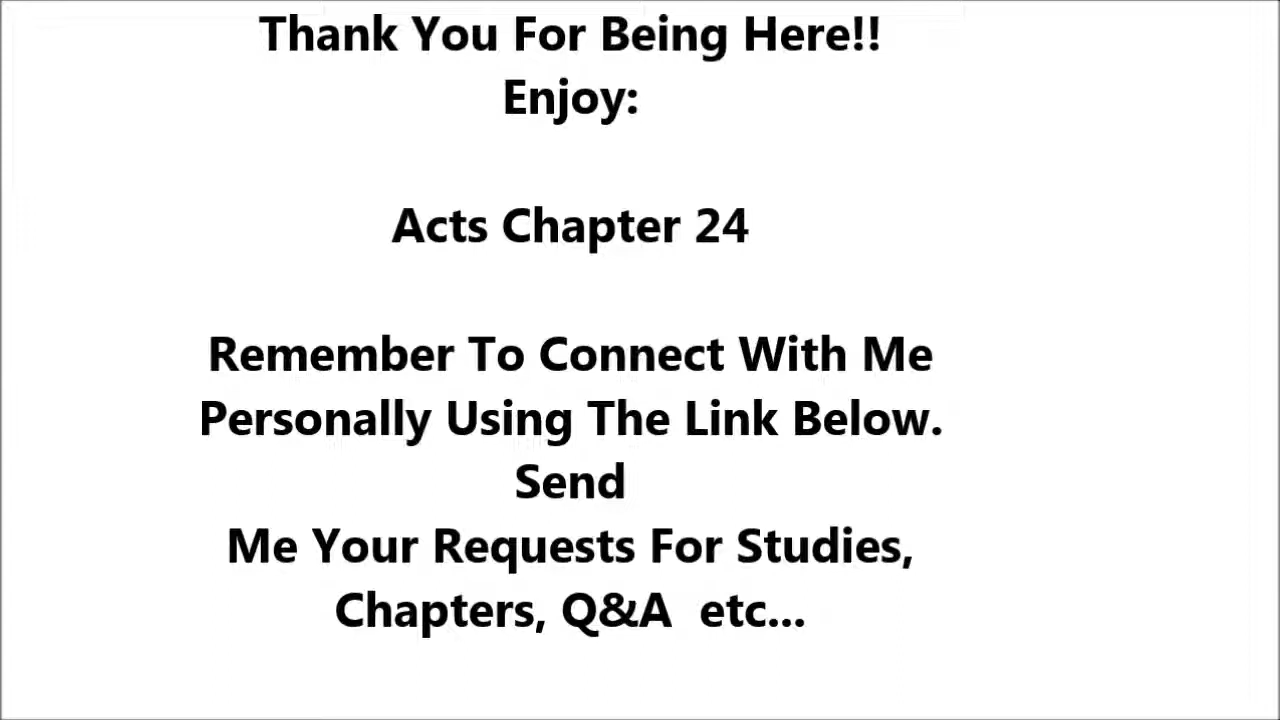 Thank You For Being Here!!
Enjoy:
Acts Chapter 24
Remember To Connect With Me
Personally Using The Link Below.
Send
Me Your Requests For Studies,
Chapters, Q&A  etc...